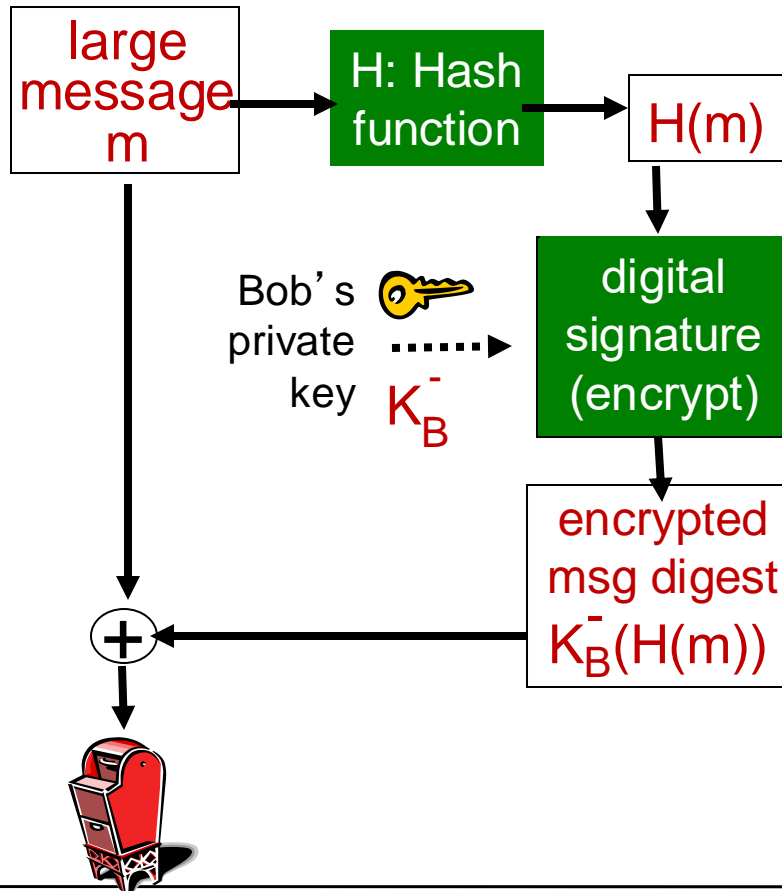 large
message
m
H: Hash
function
H(m)
Bob's
private
key
K_B^-
digital
signature
(encrypt)
encrypted
msg digest
K_B^-(H(m))
+